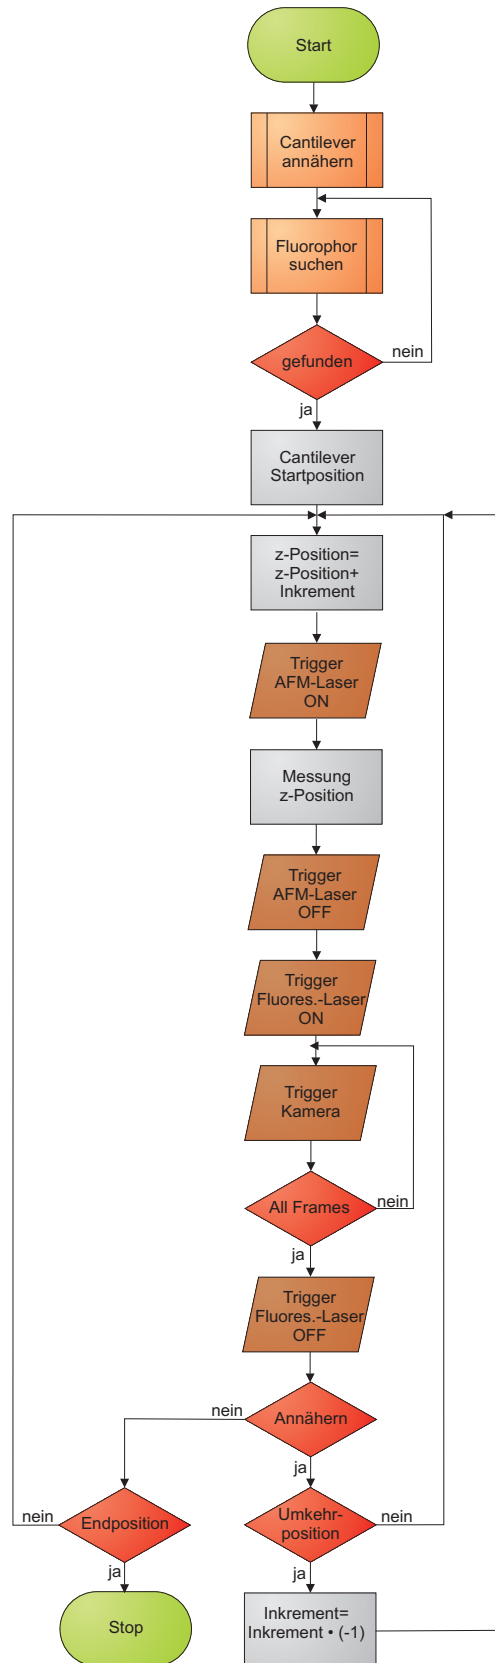 Start
Cantilever
annähern
Fluorophor
suchen
gefunden
nein
ja
Cantilever
Startposition
z-Position=
z-Position+
Inkrement
Trigger
AFM-Laser
ON
Messung
z-Position
Trigger
AFM-Laser
OFF
Trigger
Fluores.-Laser
ON
Trigger
Kamera
All Frames
nein
ja
Trigger
Fluores.-Laser
OFF
nein
Annähern
ja
nein
Endposition
ja
Umkehr-
position
nein
ja
Stop
Inkrement=
Inkrement • (-1)